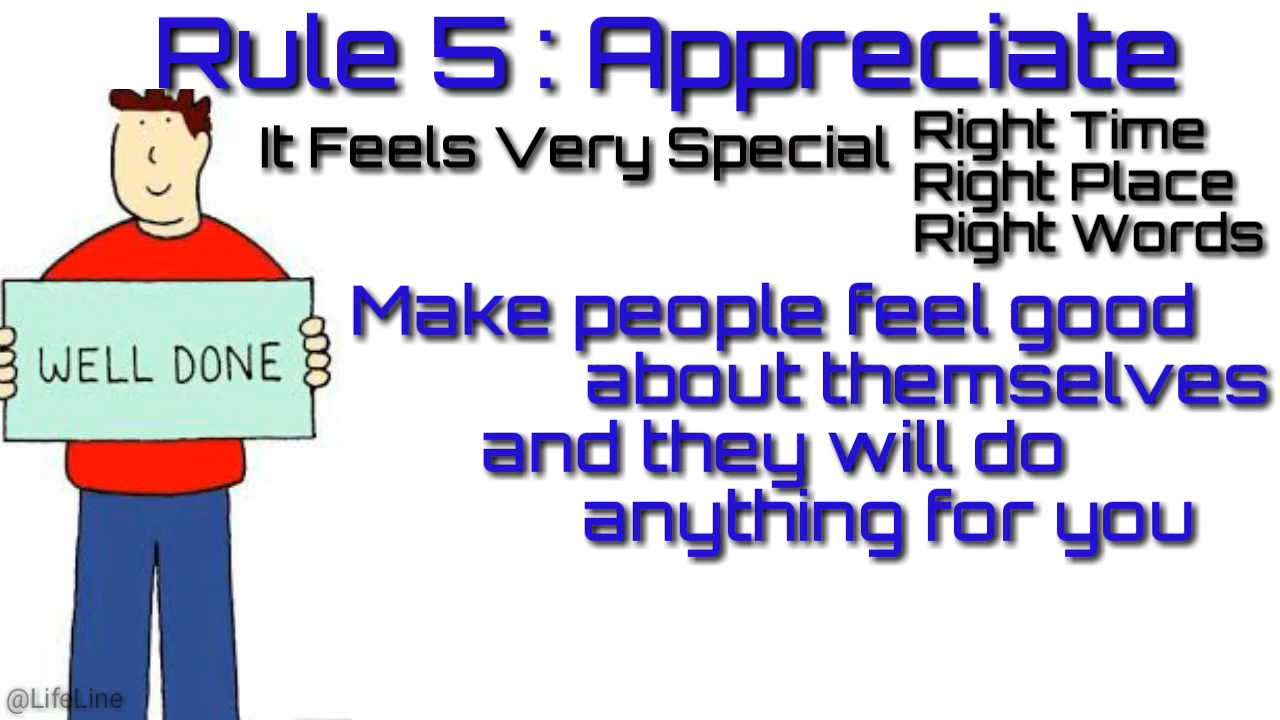 Rule 5 : Appreciate
It Feels Very Special
Right Time
Right Place
Right Words
WELL DONE
Make people feel good
about themselves
and they will do
anything for you
@LifeLine